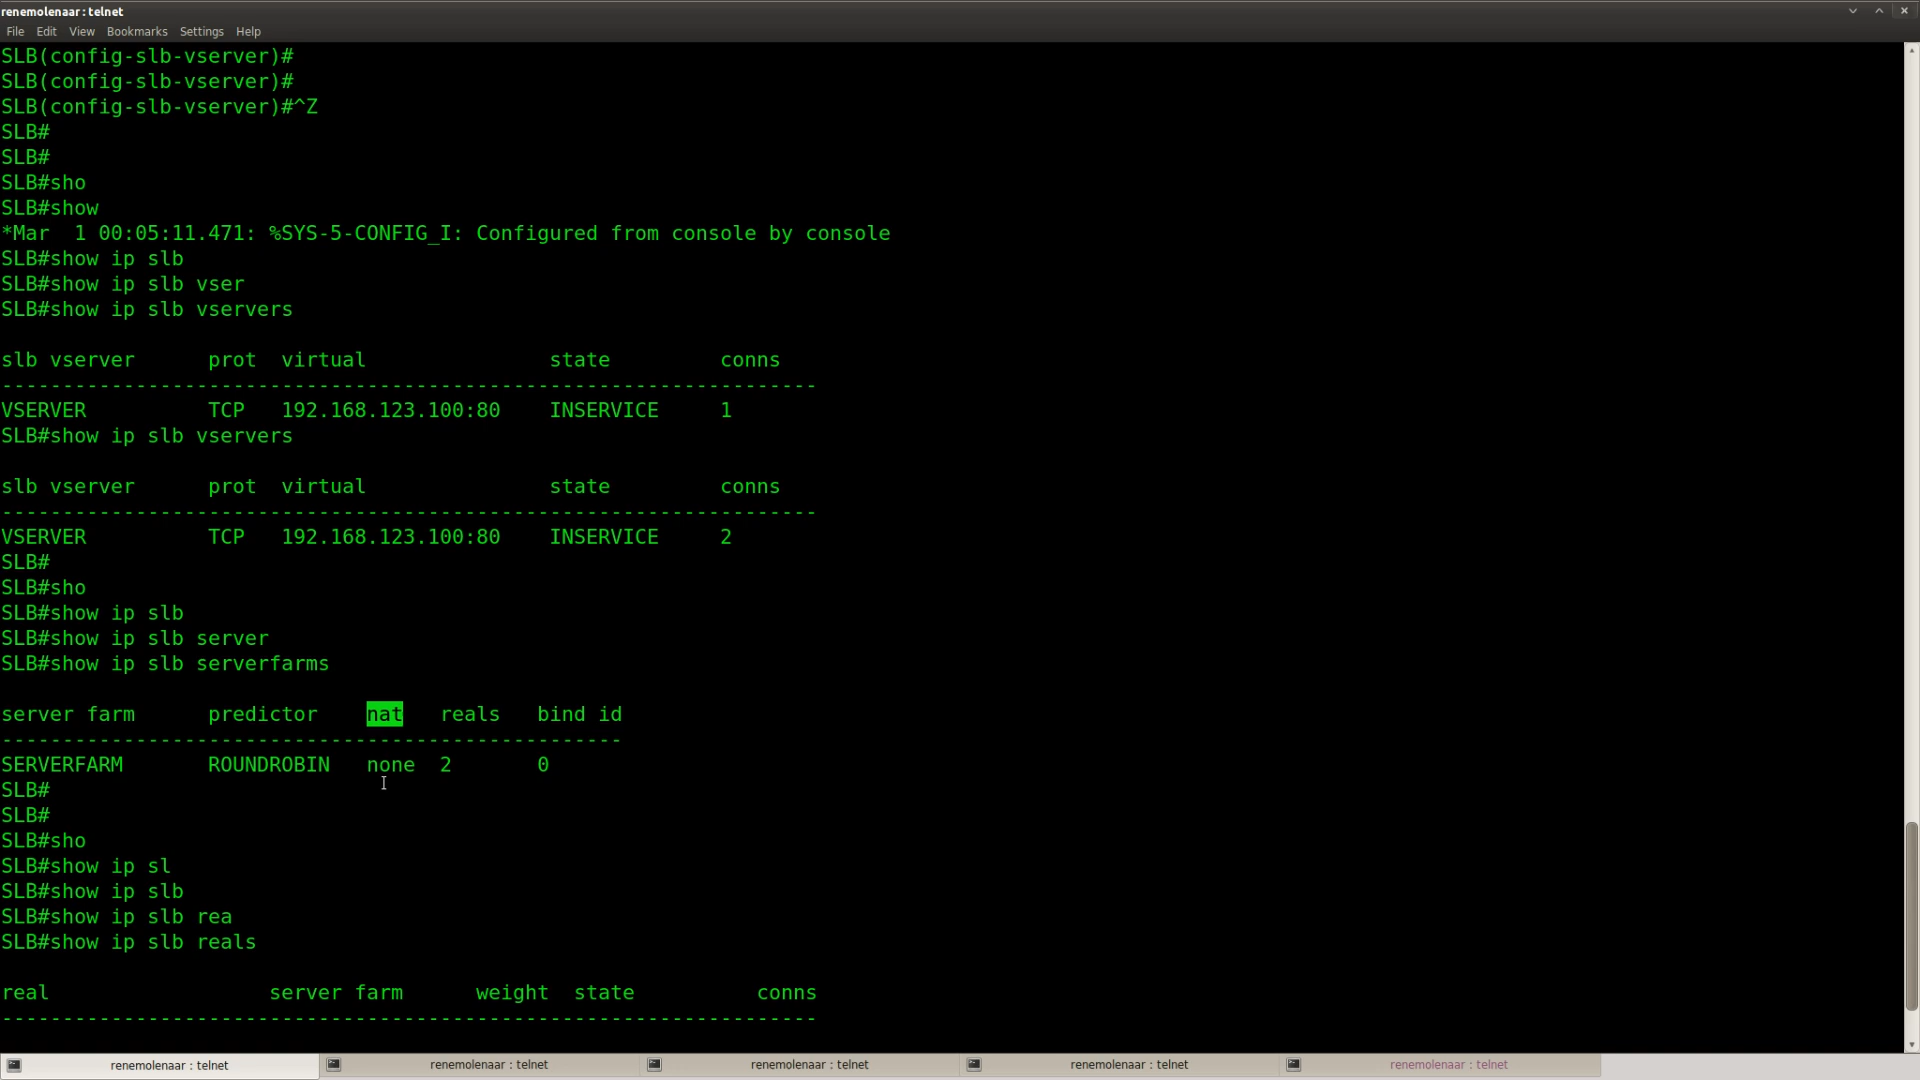 renemolenaar : telnet
File Edit View Bookmarks Settings Help
SLB(config-slb-vserver)#
SLB(config-slb-vserver)#
SLB(config-slb-vserver)#^Z
SLB#
SLB#
SLB#sho
SLB#show
*Mar  1 00:05:11.471: %SYS-5-CONFIG_I: Configured from console by console
SLB#show ip slb
SLB#show ip slb vser
SLB#show ip slb vservers
slb vserver      prot  virtual               state         conns
-------------------------------------------------------------------
VSERVER          TCP   192.168.123.100:80    INSERVICE     1
SLB#show ip slb vservers
slb vserver      prot  virtual               state         conns
-------------------------------------------------------------------
VSERVER          TCP   192.168.123.100:80    INSERVICE     2
SLB#
SLB#sho
SLB#show ip slb
SLB#show ip slb server
SLB#show ip slb serverfarms
server farm      predictor    nat   reals   bind id
---------------------------------------------------
SERVERFARM       ROUNDROBIN   none  2       0
SLB#
SLB#
SLB#sho
SLB#show ip sl
SLB#show ip slb
SLB#show ip slb rea
SLB#show ip slb reals
real                  server farm      weight  state          conns
-------------------------------------------------------------------
renemolenaar : telnet renemolenaar : telnet renemolenaar : telnet renemolenaar : telnet renemolenaar : telnet